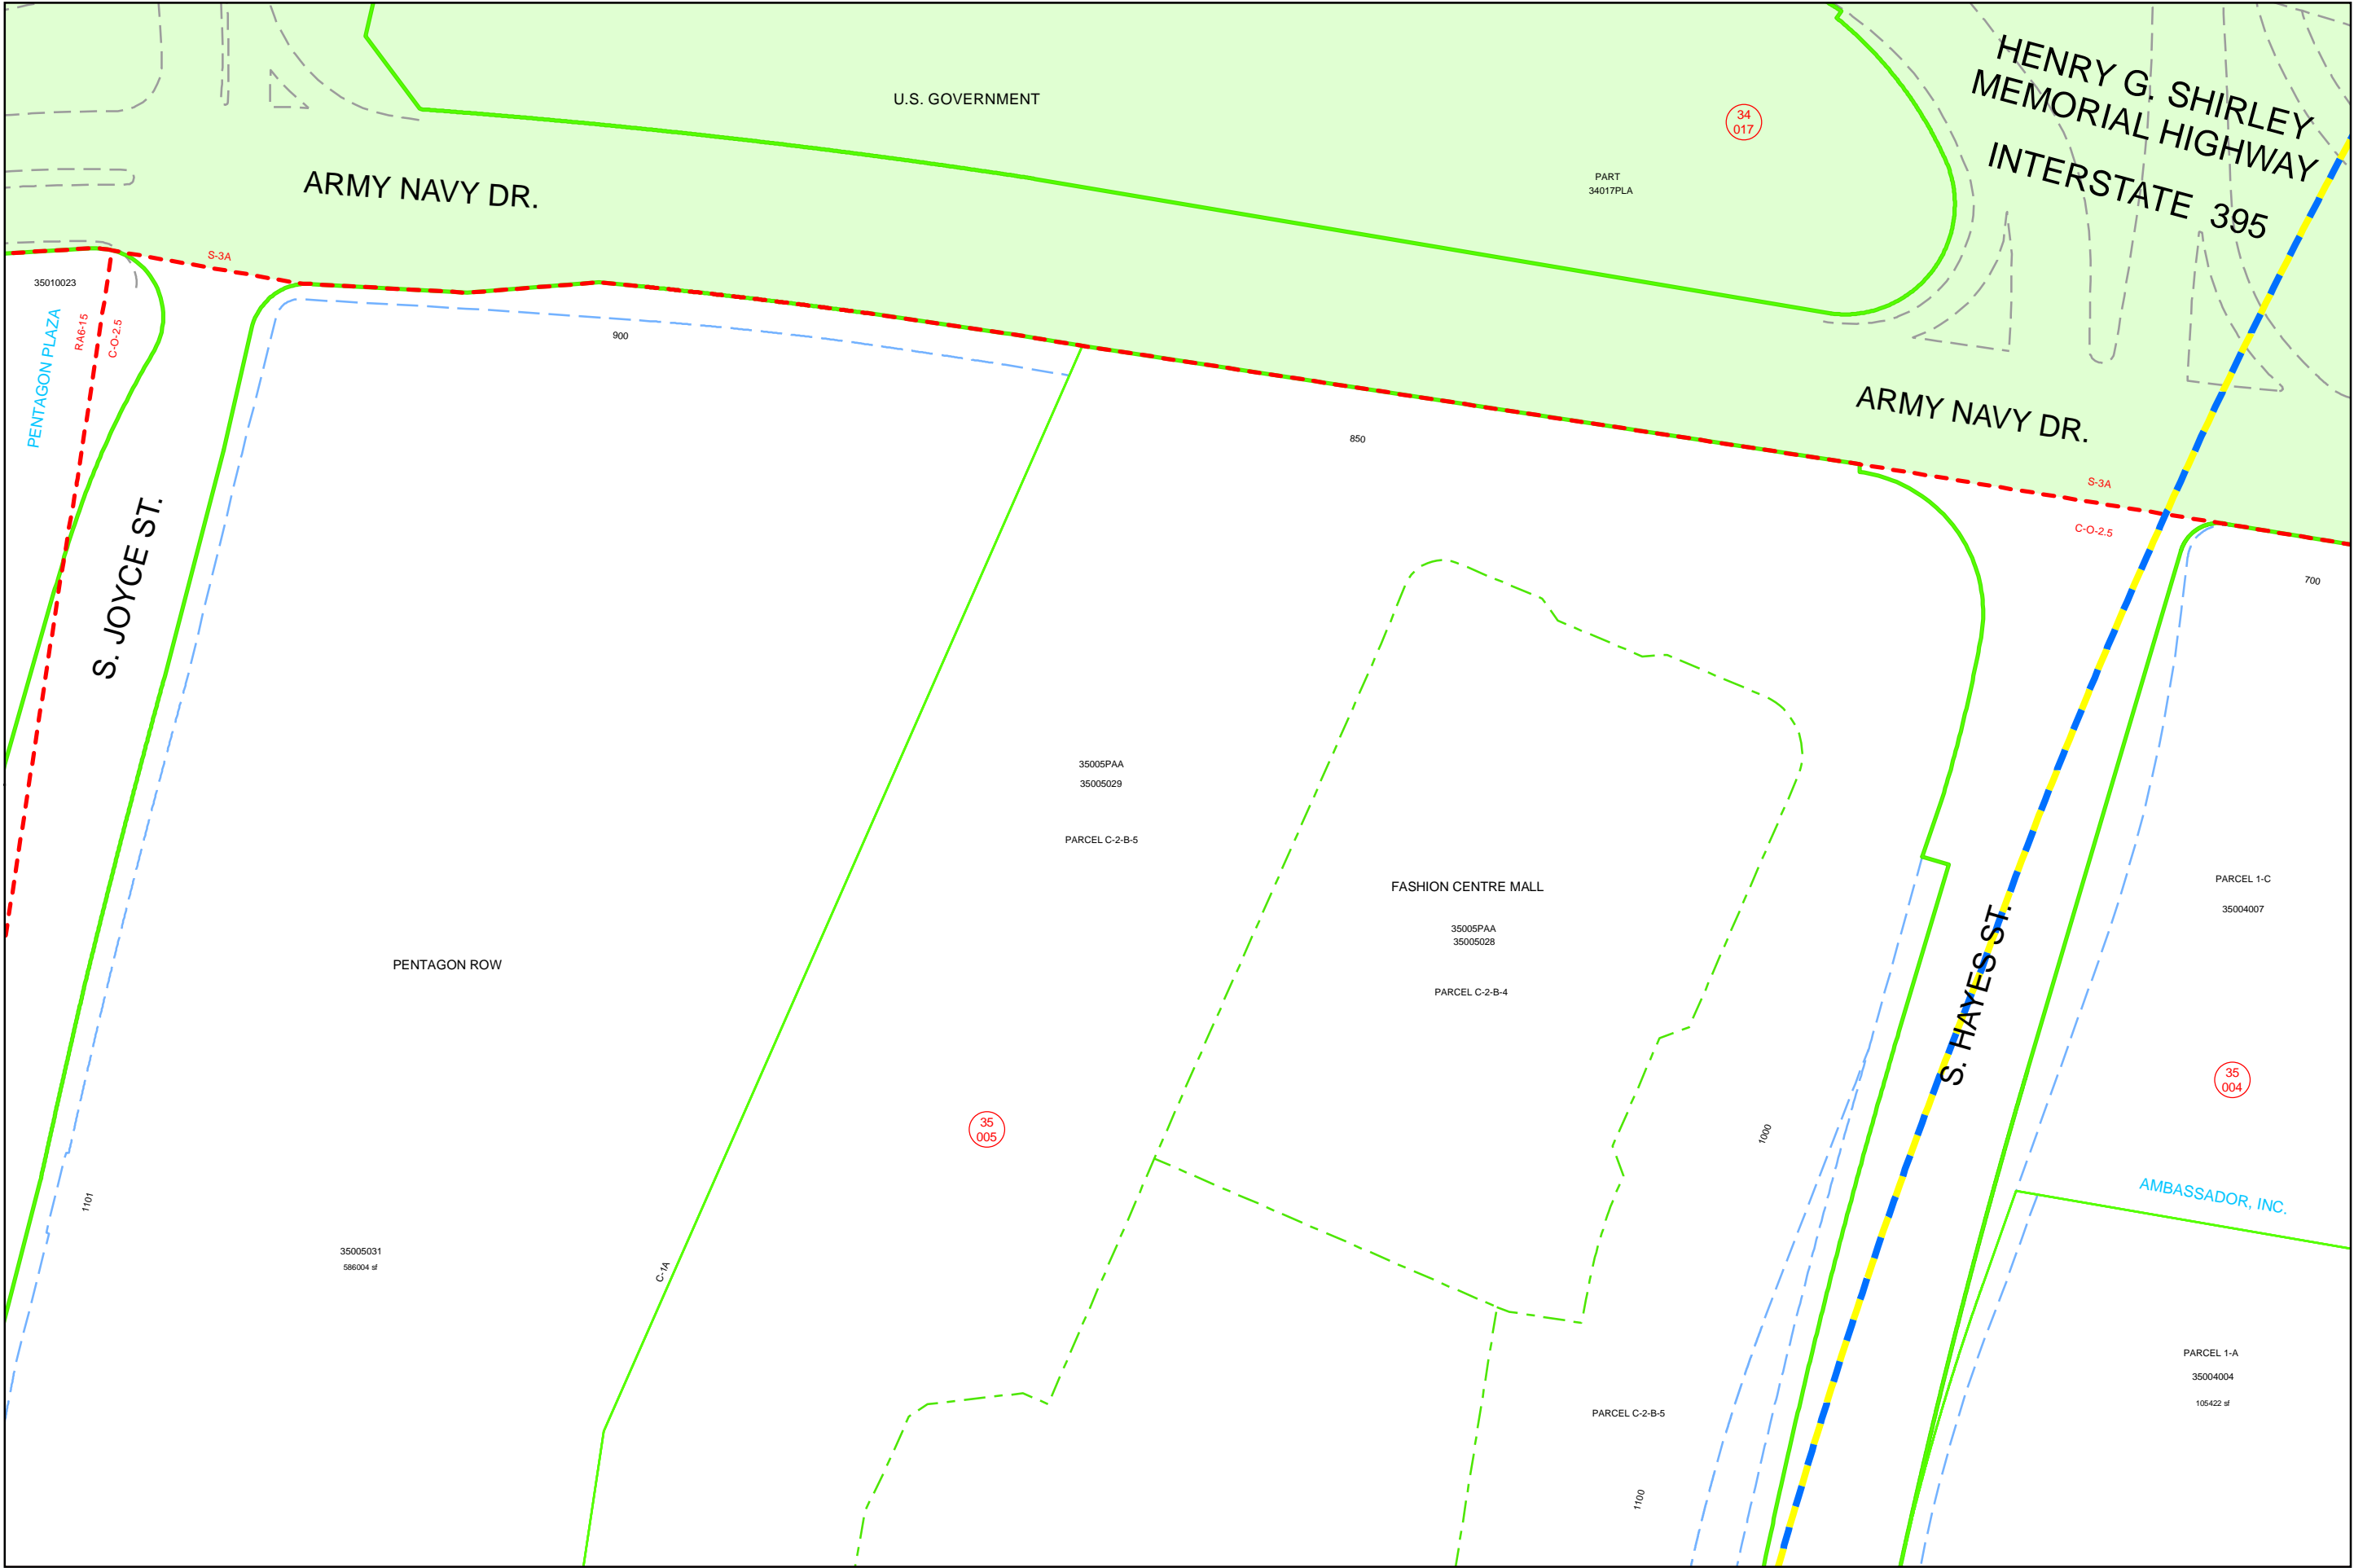 HENRY G. SHIRLEY
MEMORIAL HIGHWAY
INTERSTATE 395
U.S. GOVERNMENT
34
017
PART
34017PLA
ARMY NAVY DR.
S-3A
35010023
PENTAGON PLAZA
RA6-15
C-O-2.5
900
ARMY NAVY DR.
850
S-3A
C-O-2.5
700
S. JOYCE ST.
35005PAA
35005029
PARCEL C-2-B-5
FASHION CENTRE MALL
35005PAA
35005028
PARCEL C-2-B-4
PARCEL 1-C
35004007
PENTAGON ROW
S. HAYES ST.
35
004
35
005
1000
1101
AMBASSADOR, INC.
35005031
586004 sf
C-1A
PARCEL 1-A
35004004
105422 sf
PARCEL C-2-B-5
1100